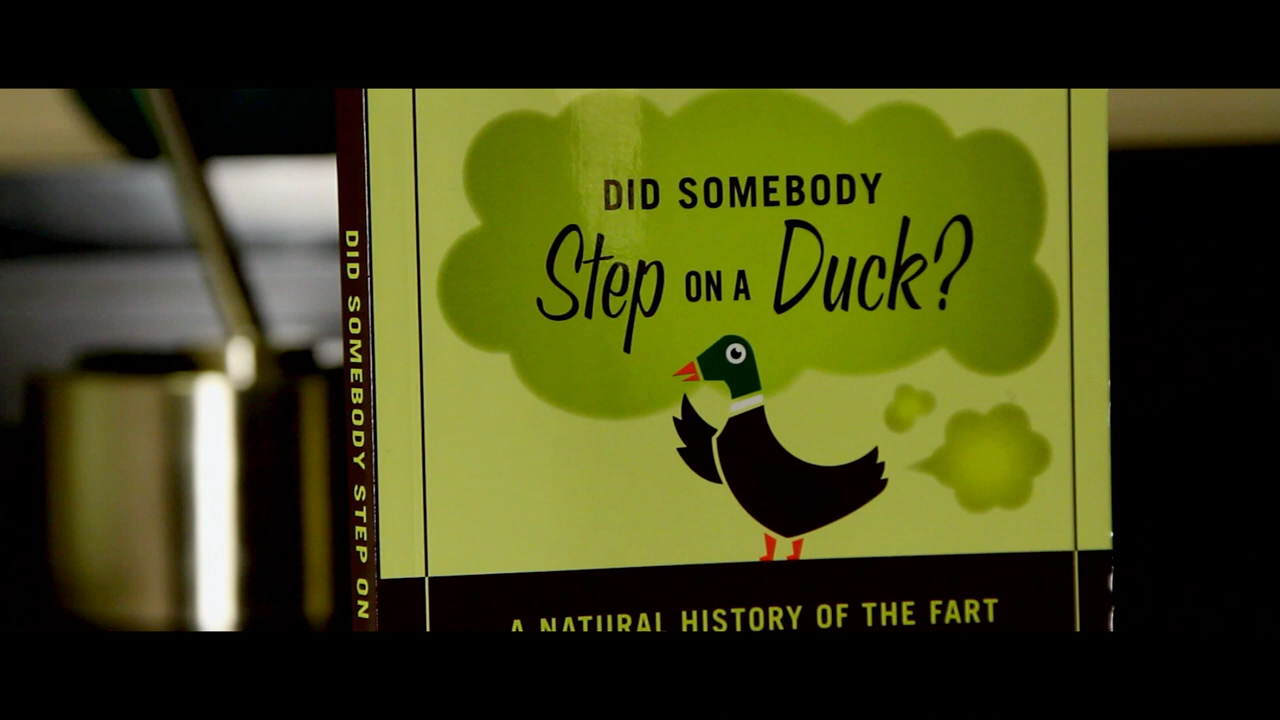 DID SOMEBODY
Step ON A Duck?
A NATURAL HISTORY OF THE FART
DID SOMEBODY STEP ON